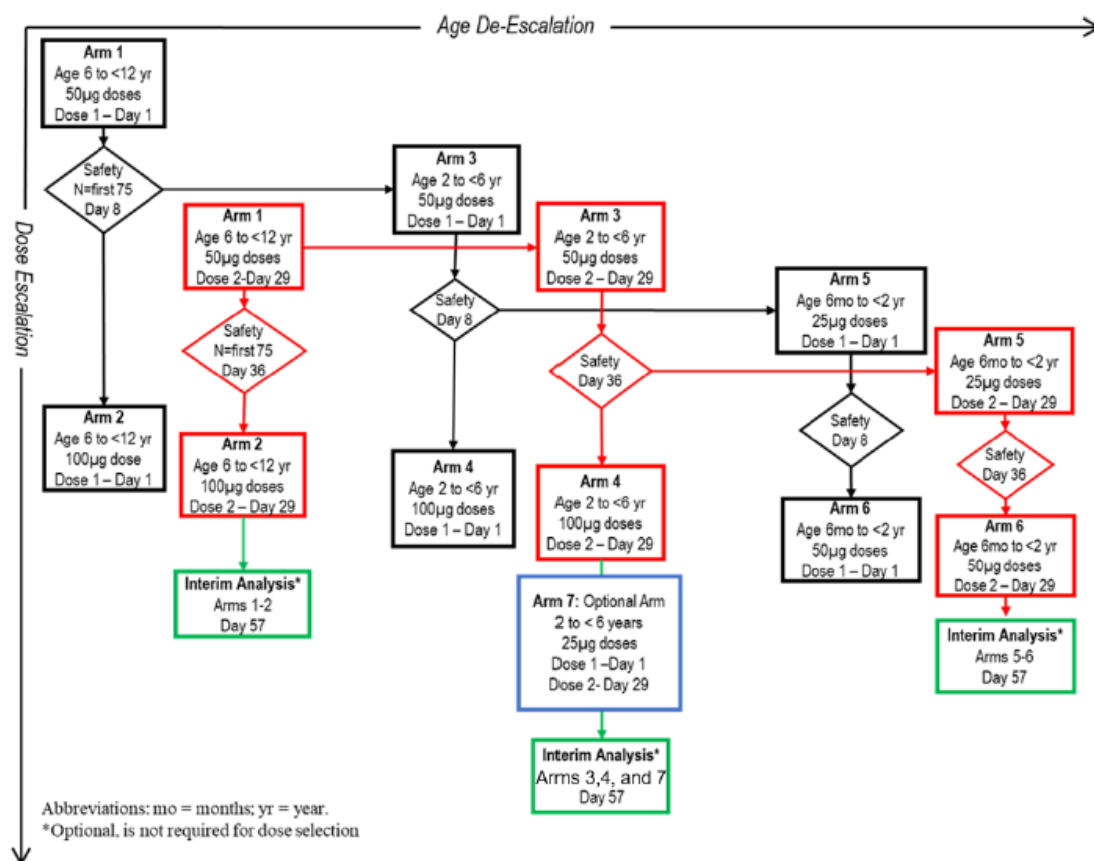 Age De-Escalation
Dose Escalation
Arm 1
Age 6 to <12 yr
50µg doses
Dose 1 – Day 1
Safety
N=first 75
Day 8
Arm 2
Age 6 to <12 yr
100µg dose
Dose 1 – Day 1
Arm 1
Age 6 to <12 yr
50µg doses
Dose 2-Day 29
Safety
N=first 75
Day 36
Arm 2
Age 6 to <12 yr
100µg doses
Dose 2 – Day 29
Interim Analysis*
Arms 1-2
Day 57
Arm 3
Age 2 to <6 yr
50µg doses
Dose 1 – Day 1
Safety
Day 8
Arm 4
Age 2 to <6 yr
100µg doses
Dose 1 – Day 1
Arm 3
Age 2 to <6 yr
50µg doses
Dose 2 – Day 29
Safety
Day 36
Arm 4
Age 2 to <6 yr
100µg doses
Dose 2 – Day 29
Arm 7: Optional Arm
2 to < 6 years
25µg doses
Dose 1 –Day 1
Dose 2- Day 29
Interim Analysis*
Arms 3,4, and 7
Day 57
Arm 5
Age 6mo to <2 yr
25µg doses
Dose 1 – Day 1
Safety
Day 8
Arm 6
Age 6mo to <2 yr
50µg doses
Dose 1 – Day 1
Arm 5
Age 6mo to <2 yr
25µg doses
Dose 2 – Day 29
Safety
Day 36
Arm 6
Age 6mo to <2 yr
50µg doses
Dose 2 – Day 29
Interim Analysis*
Arms 5-6
Day 57
Abbreviations: mo = months; yr = year.
*Optional, is not required for dose selection